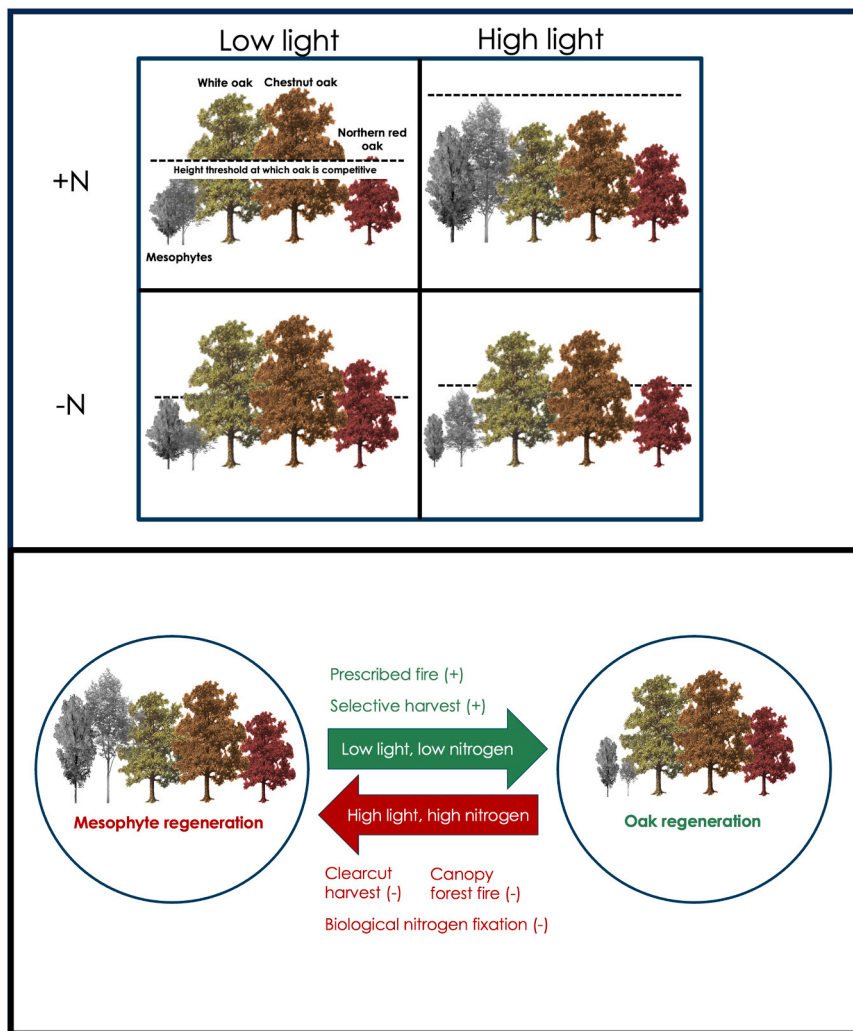 Low light
High light
White oak
Chestnut oak
Northern red
oak
+N
Height threshold at which oak is competitive
Mesophytes
-N
Prescribed fire (+)
Selective harvest (+)
Low light, low nitrogen
High light, high nitrogen
Mesophyte regeneration
Oak regeneration
Clearcut
harvest (-)
Canopy
forest fire (-)
Biological nitrogen fixation (-)